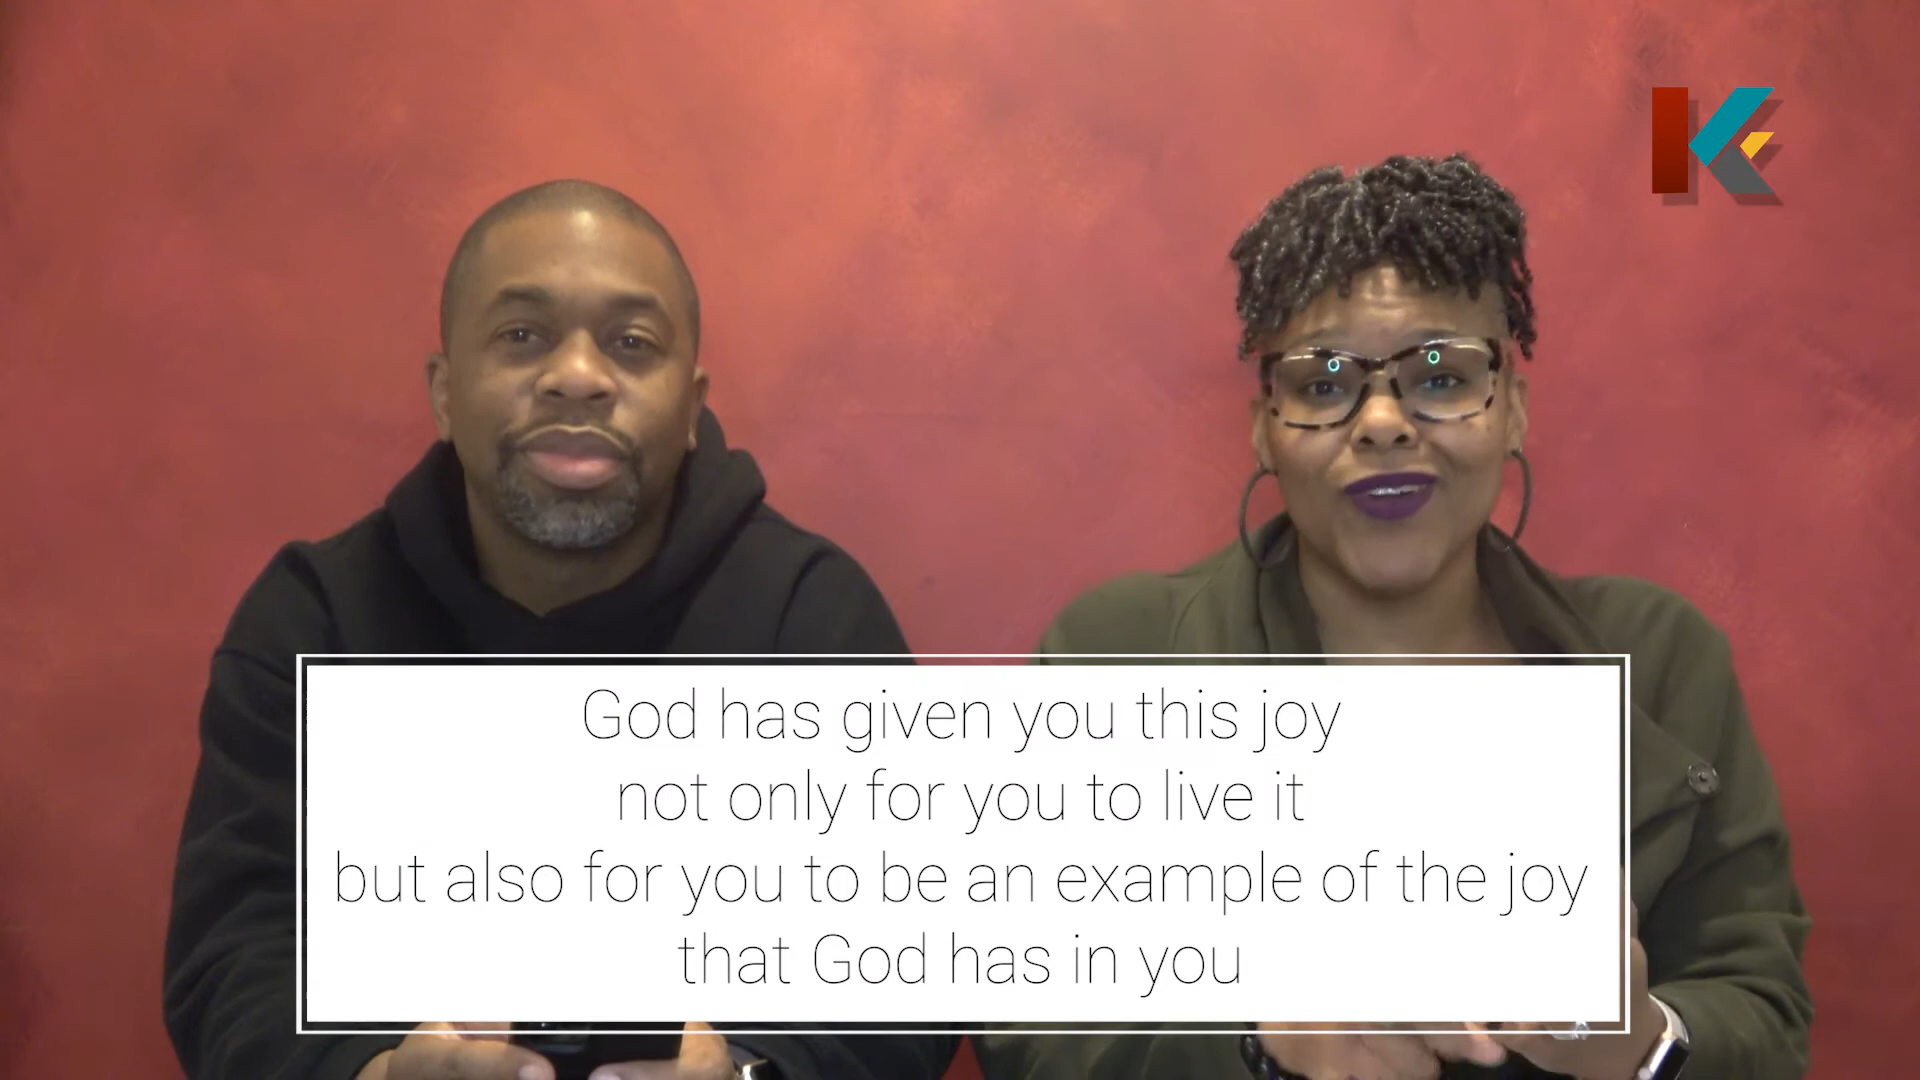 God has given you this joy
not only for you to live it
but also for you to be an example of the joy
that God has in you